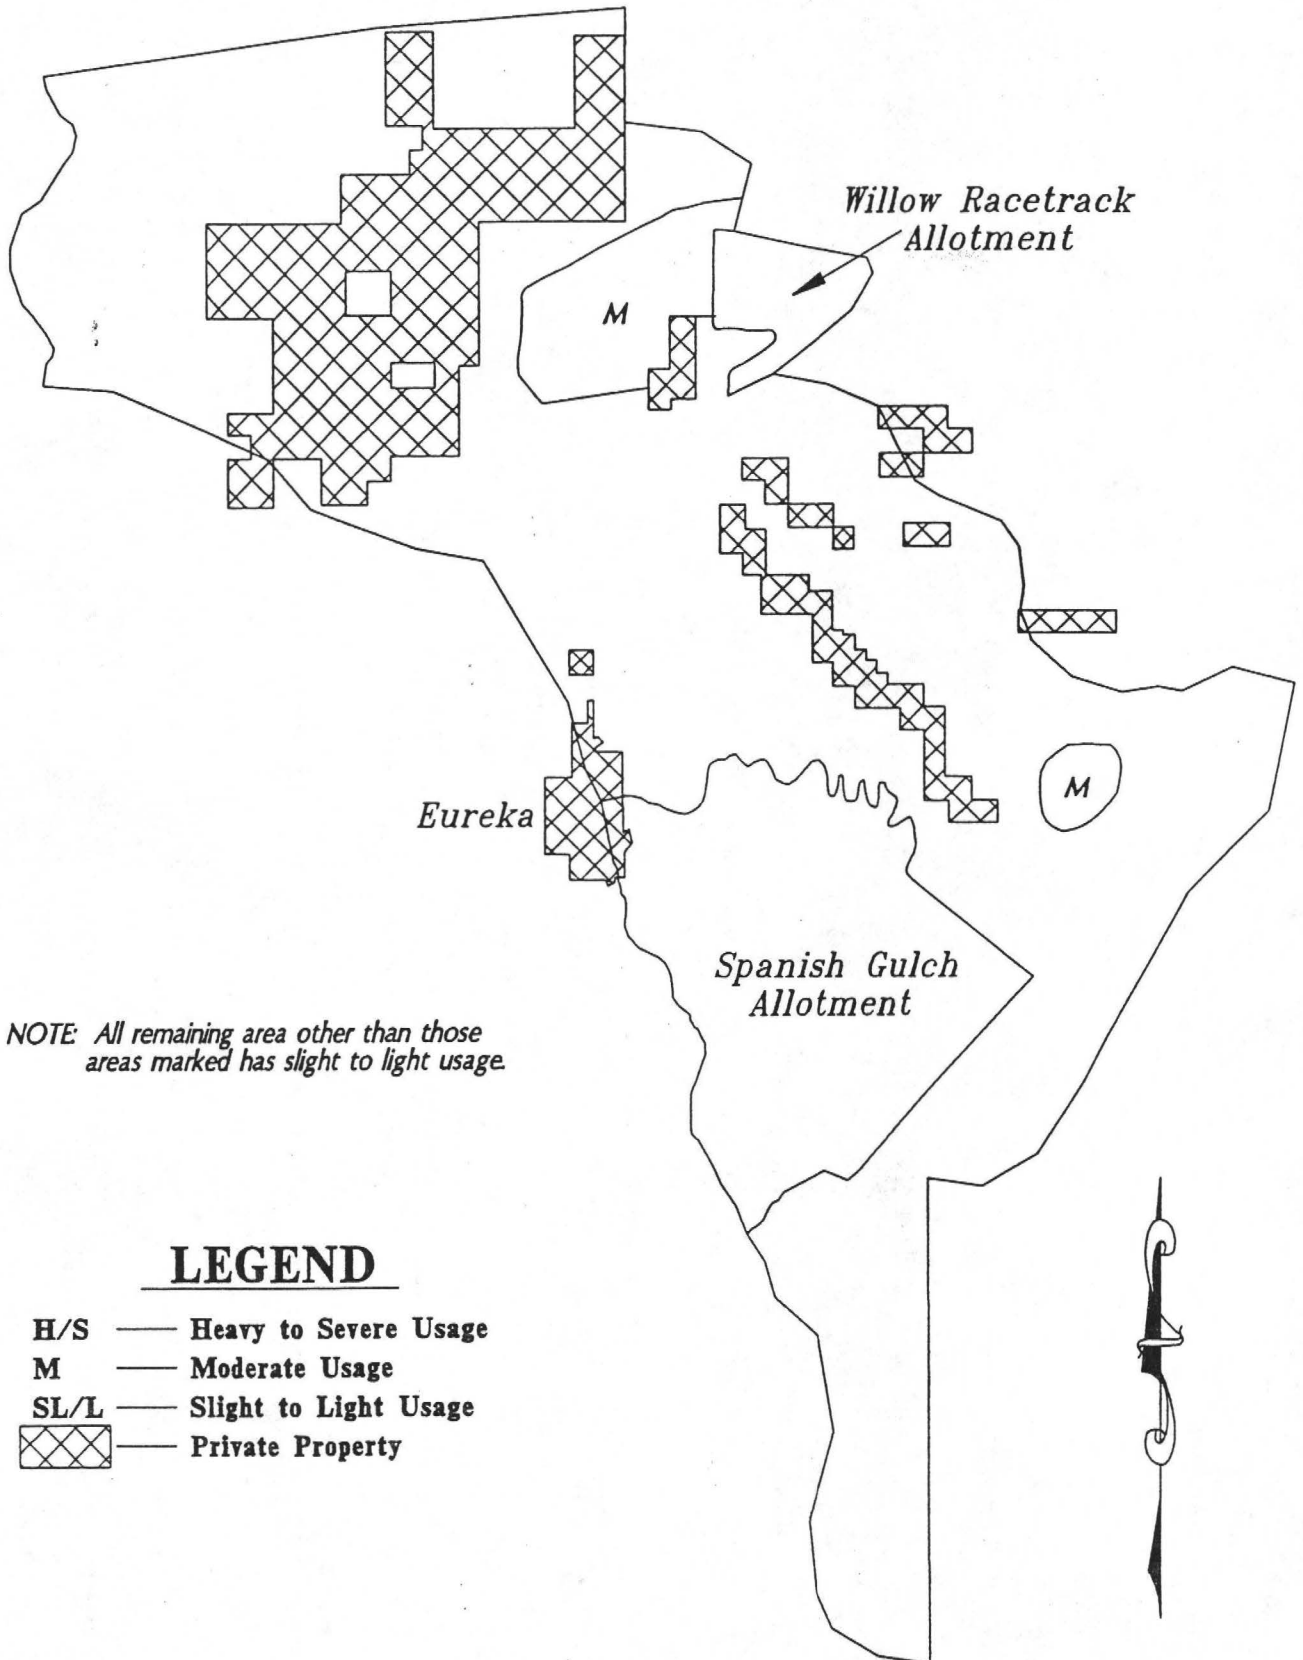 Willow Racetrack
Allotment
M
M
Eureka
Spanish Gulch
Allotment
NOTE: All remaining area other than those
areas marked has slight to light usage.
LEGEND
H/S — Heavy to Severe Usage
M — Moderate Usage
SL/L — Slight to Light Usage
— Private Property